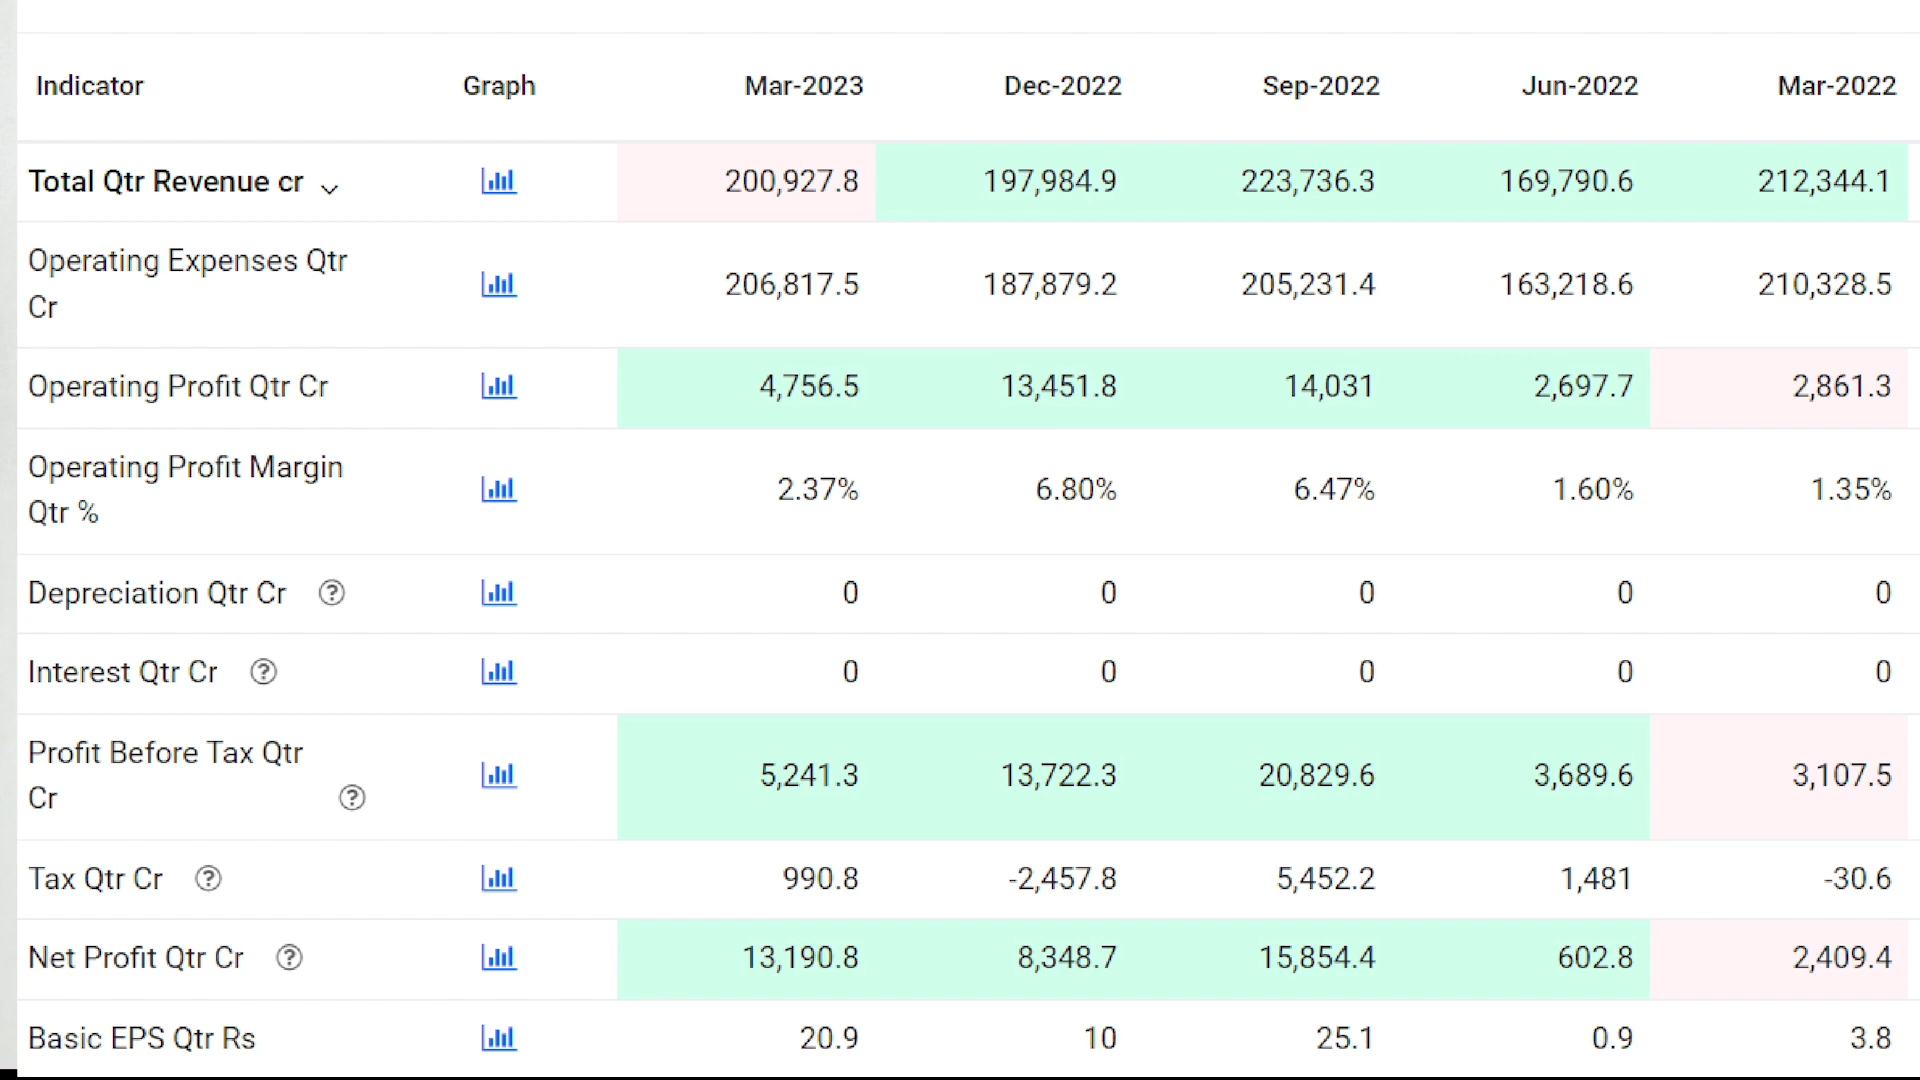 Indicator Graph Mar-2023 Dec-2022 Sep-2022 Jun-2022 Mar-2022
Total Qtr Revenue cr 200,927.8 197,984.9 223,736.3 169,790.6 212,344.1
Operating Expenses Qtr
Cr 206,817.5 187,879.2 205,231.4 163,218.6 210,328.5
Operating Profit Qtr Cr 4,756.5 13,451.8 14,031 2,697.7 2,861.3
Operating Profit Margin
Qtr % 2.37% 6.80% 6.47% 1.60% 1.35%
Depreciation Qtr Cr ? 0 0 0 0 0
Interest Qtr Cr ? 0 0 0 0 0
Profit Before Tax Qtr
Cr ? 5,241.3 13,722.3 20,829.6 3,689.6 3,107.5
Tax Qtr Cr ? 990.8 -2,457.8 5,452.2 1,481 -30.6
Net Profit Qtr Cr ? 13,190.8 8,348.7 15,854.4 602.8 2,409.4
Basic EPS Qtr Rs 20.9 10 25.1 0.9 3.8